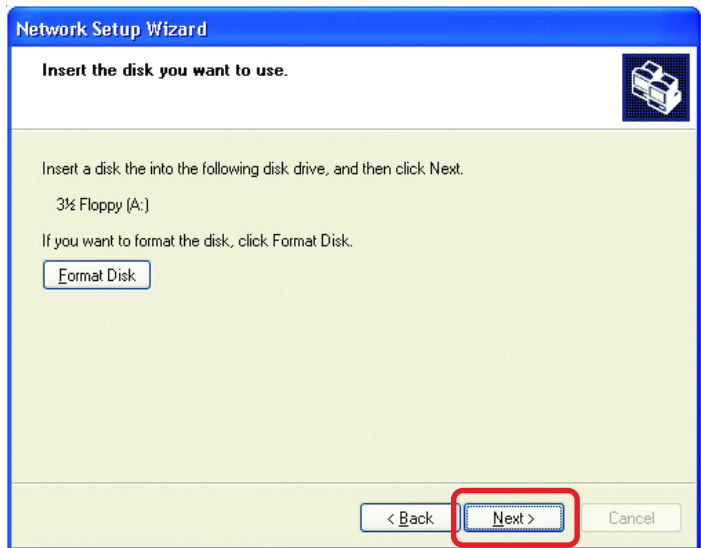 Network Setup Wizard
Insert the disk you want to use.
Insert a disk the into the following disk drive, and then click Next.
3½ Floppy (A:)
If you want to format the disk, click Format Disk.
Format Disk
< Back Next > Cancel